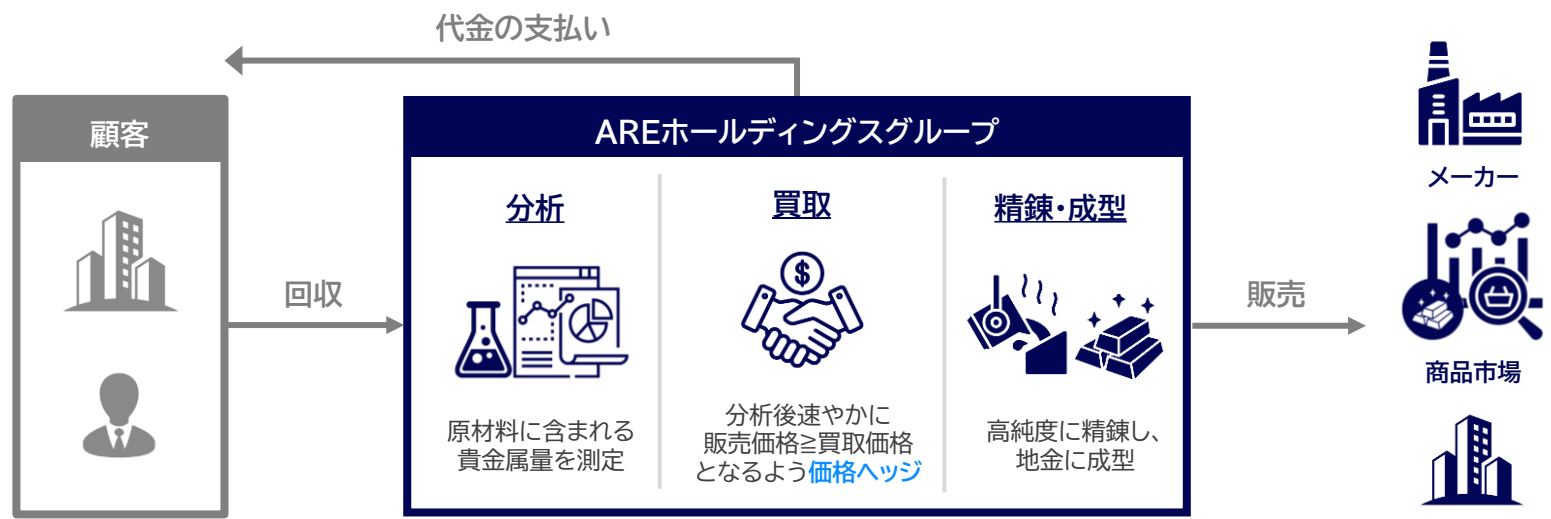 代金の支払い
顧客
AREホールディングスグループ
メーカー
分析
買取
精錬・成型
$
回収
販売
商品市場
原材料に含まれる
貴金属量を測定
分析後速やかに
販売価格≧買取価格
となるよう価格ヘッジ
高純度に精錬し、
地金に成型